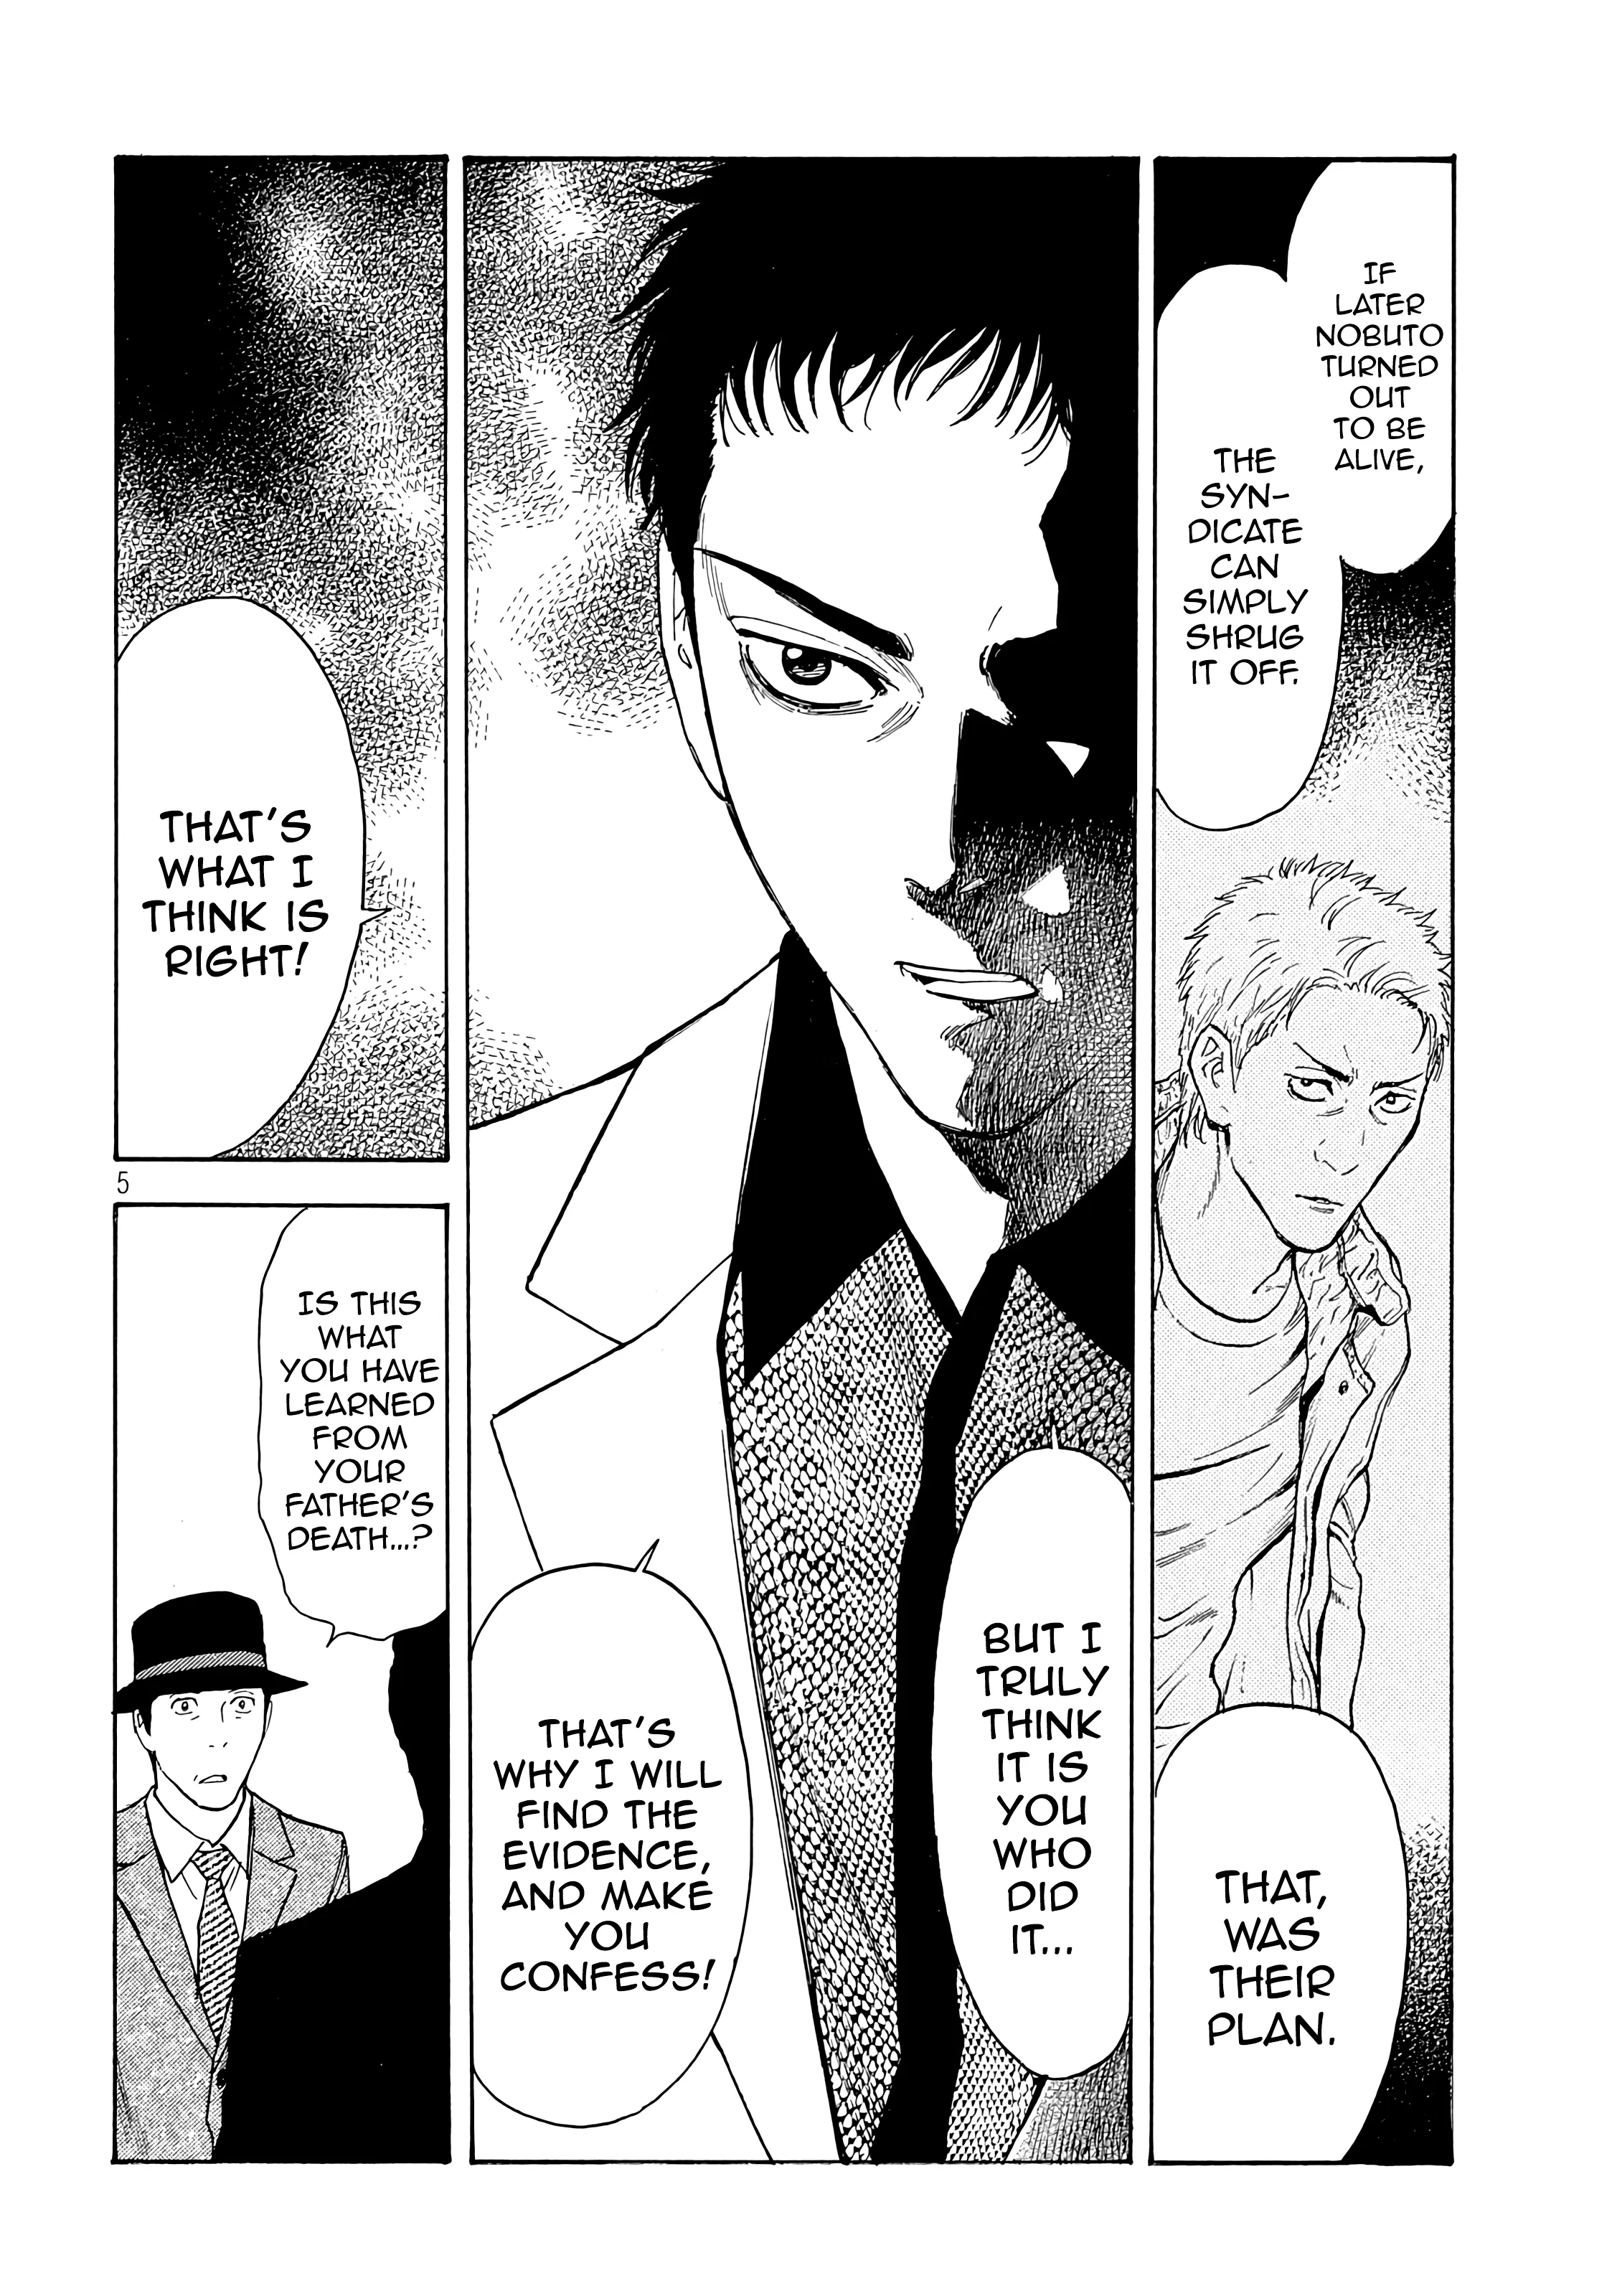 IF
LATER
NOBUTO
TURNED
OUT
TO BE
ALIVE,
THE
SYN-
DICATE
CAN
SIMPLY
SHRUG
IT OFF.
THAT,
WAS
THEIR
PLAN.
BUT I
TRULY
THINK
IT IS
YOU
WHO
DID
IT...
THAT'S
WHY I WILL
FIND THE
EVIDENCE,
AND MAKE
YOU
CONFESS!
THAT'S
WHAT I
THINK IS
RIGHT!
5
IS THIS
WHAT
YOU HAVE
LEARNED
FROM
YOUR
FATHER'S
DEATH...?